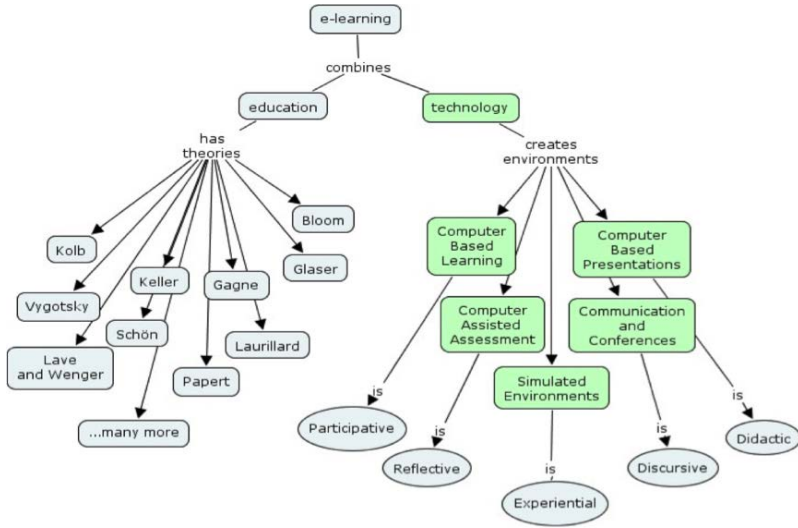 e-learning
combines
education
technology
has
theories
creates
environments
Bloom
Kolb
Glaser
Keller
Gagne
Vygotsky
Schön
Laurillard
Lave
and Wenger
Papert
...many more
Computer
Based
Learning
Computer
Based
Presentations
Computer
Assisted
Assessment
Communication
and
Conferences
Simulated
Environments
is
is
is
is
is
Participative
Reflective
Experiential
Discursive
Didactic